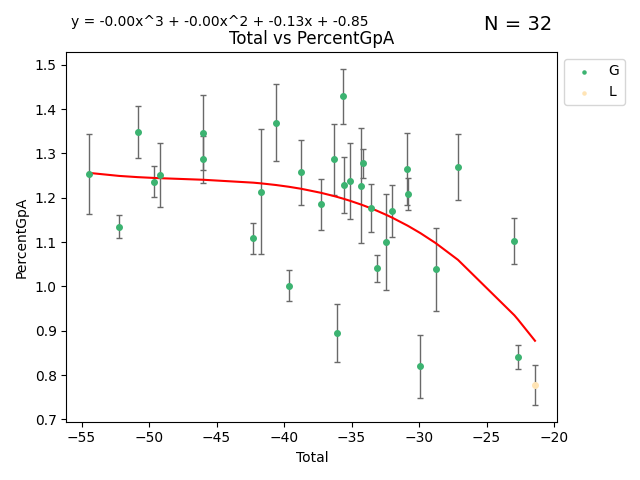 y = -0.00x^3 + -0.00x^2 + -0.13x + -0.85
N = 32
Total vs PercentGpA
G
L
PercentGpA
1.5
1.4
1.3
1.2
1.1
1.0
0.9
0.8
0.7
−55 −50 −45 −40 −35 −30 −25 −20
Total